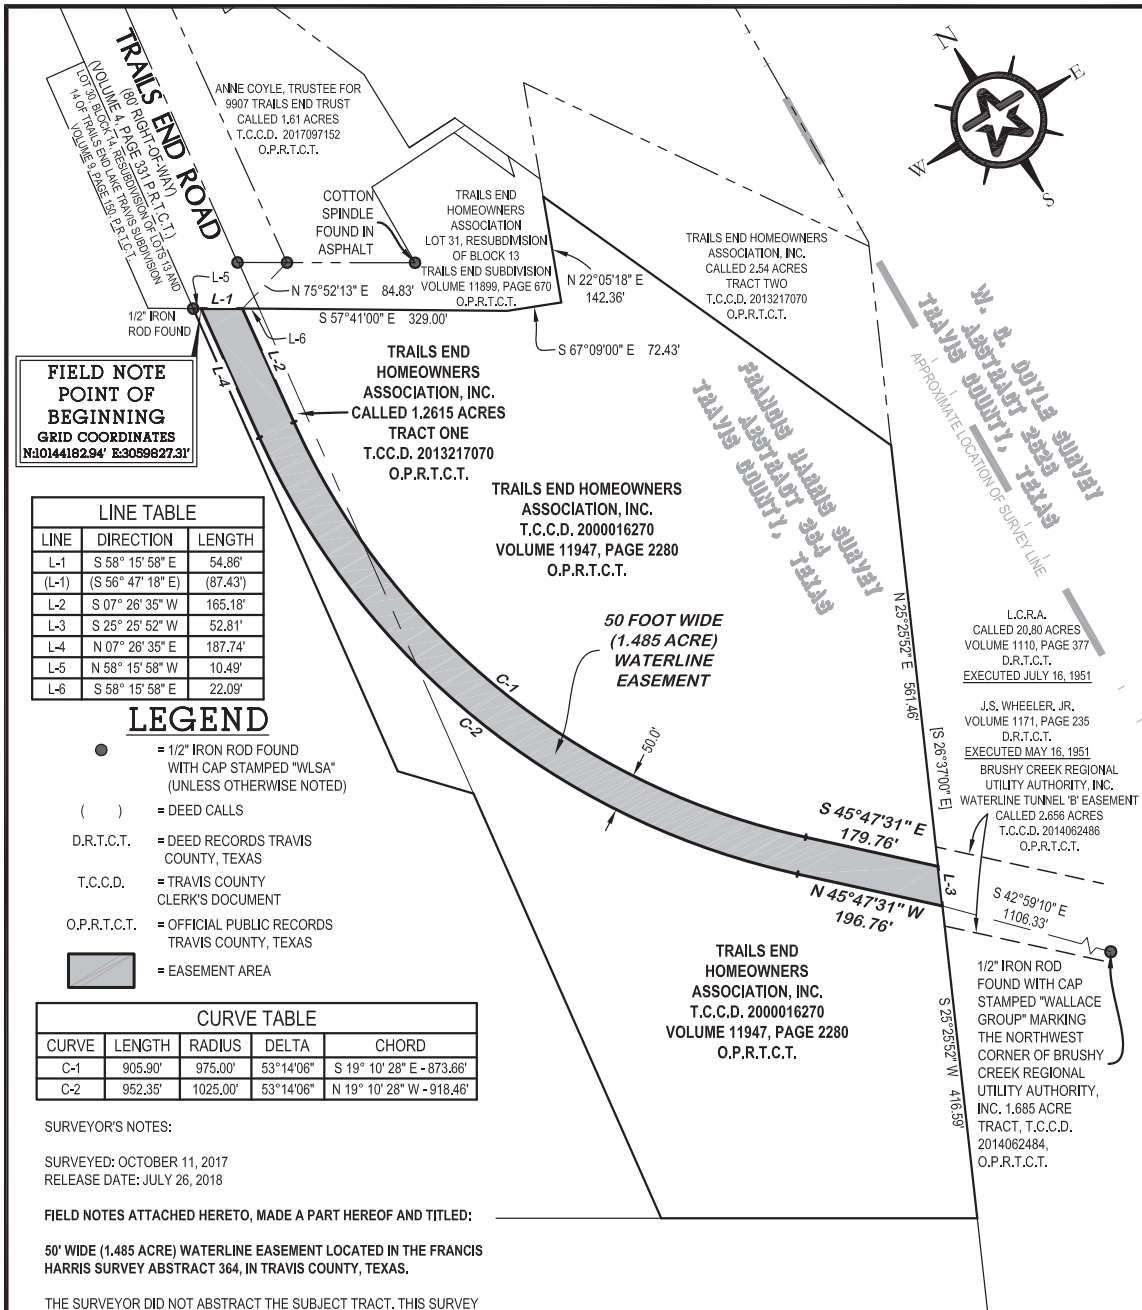 TRAILS END ROAD
(80' RIGHT-OF-WAY)
(VOLUME 4, PAGE 331 P.R.T.C.T.)
LOT 30, BLOCK 14, RESUBDIVISION OF LOTS 13 AND
14 OF TRAILS END LAKE TRAVIS SUBDIVISION
VOLUME 9, PAGE 150, P.R.T.C.T.
ANNE COYLE, TRUSTEE FOR
9907 TRAILS END TRUST
CALLED 1.61 ACRES
T.C.C.D. 2017097152
O.P.R.T.C.T.
N
E
W
S
COTTON
SPINDLE
FOUND IN
ASPHALT
TRAILS END
HOMEOWNERS
ASSOCIATION
LOT 31, RESUBDIVISION
OF BLOCK 13
TRAILS END SUBDIVISION
VOLUME 11899, PAGE 670
O.P.R.T.C.T.
N 22°05'18" E
142.36'
TRAILS END HOMEOWNERS
ASSOCIATION, INC.
CALLED 2.54 ACRES
TRACT TWO
T.C.C.D. 2013217070
O.P.R.T.C.T.
L-5
L-1
N 75°52'13" E 84.83'
S 57°41'00" E 329.00'
1/2" IRON
ROD FOUND
L-6
S 67°09'00" E 72.43'
L-2
L-4
FIELD NOTE
POINT OF
BEGINNING
GRID COORDINATES
N:10144182.94' E:3059827.31'
TRAILS END
HOMEOWNERS
ASSOCIATION, INC.
CALLED 1.2615 ACRES
TRACT ONE
T.CC.D. 2013217070
O.P.R.T.C.T.
W. B. DOYLE SURVEY
ABSTRACT 2526
TRAVIS COUNTY, TEXAS
APPROXIMATE LOCATION OF SURVEY LINE
FRANCIS HARRIS SURVEY
ABSTRACT 364
TRAVIS COUNTY, TEXAS
TRAILS END HOMEOWNERS
ASSOCIATION, INC.
T.C.C.D. 2000016270
VOLUME 11947, PAGE 2280
O.P.R.T.C.T.
LINE TABLE
LINE DIRECTION LENGTH
L-1 S 58° 15' 58" E 54.86'
(L-1) (S 56° 47' 18" E) (87.43')
L-2 S 07° 26' 35" W 165.18'
L-3 S 25° 25' 52" W 52.81'
L-4 N 07° 26' 35" E 187.74'
L-5 N 58° 15' 58" W 10.49'
L-6 S 58° 15' 58" E 22.09'
50 FOOT WIDE
(1.485 ACRE)
WATERLINE
EASEMENT
C-1
C-2
50.0'
N 25°25'52" E 561.46'
[S 26°37'00" E]
L.C.R.A.
CALLED 20.80 ACRES
VOLUME 1110, PAGE 377
D.R.T.C.T.
EXECUTED JULY 16, 1951
J.S. WHEELER, JR.
VOLUME 1171, PAGE 235
D.R.T.C.T.
EXECUTED MAY 16, 1951
BRUSHY CREEK REGIONAL
UTILITY AUTHORITY, INC.
WATERLINE TUNNEL 'B' EASEMENT
CALLED 2.656 ACRES
T.C.C.D. 2014062486
O.P.R.T.C.T.
LEGEND
= 1/2" IRON ROD FOUND
WITH CAP STAMPED "WLSA"
(UNLESS OTHERWISE NOTED)
( ) = DEED CALLS
D.R.T.C.T. = DEED RECORDS TRAVIS
COUNTY, TEXAS
T.C.C.D. = TRAVIS COUNTY
CLERK'S DOCUMENT
O.P.R.T.C.T. = OFFICIAL PUBLIC RECORDS
TRAVIS COUNTY, TEXAS
= EASEMENT AREA
S 45°47'31" E
179.76'
N 45°47'31" W
196.76'
L-3
S 42°59'10" E
1106.33'
TRAILS END
HOMEOWNERS
ASSOCIATION, INC.
T.C.C.D. 2000016270
VOLUME 11947, PAGE 2280
O.P.R.T.C.T.
S 25°25'52" W 416.59'
1/2" IRON ROD
FOUND WITH CAP
STAMPED "WALLACE
GROUP" MARKING
THE NORTHWEST
CORNER OF BRUSHY
CREEK REGIONAL
UTILITY AUTHORITY,
INC. 1.685 ACRE
TRACT, T.C.C.D.
2014062484,
O.P.R.T.C.T.
CURVE TABLE
CURVE LENGTH RADIUS DELTA CHORD
C-1 905.90' 975.00' 53°14'06" S 19° 10' 28" E - 873.66'
C-2 952.35' 1025.00' 53°14'06" N 19° 10' 28" W - 918.46'
SURVEYOR'S NOTES:
SURVEYED: OCTOBER 11, 2017
RELEASE DATE: JULY 26, 2018
FIELD NOTES ATTACHED HERETO, MADE A PART HEREOF AND TITLED:
50' WIDE (1.485 ACRE) WATERLINE EASEMENT LOCATED IN THE FRANCIS
HARRIS SURVEY ABSTRACT 364, IN TRAVIS COUNTY, TEXAS.
THE SURVEYOR DID NOT ABSTRACT THE SUBJECT TRACT. THIS SURVEY